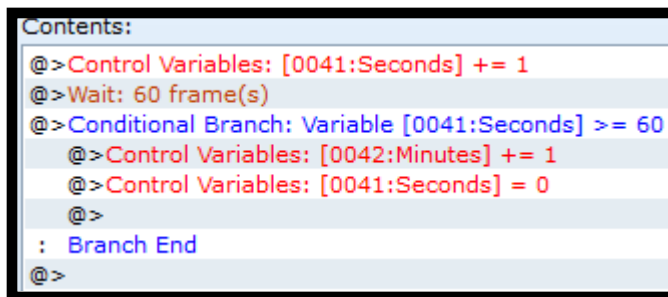 Contents:
@>Control Variables: [0041:Seconds] += 1
@>Wait: 60 frame(s)
@>Conditional Branch: Variable [0041:Seconds] >= 60
@>Control Variables: [0042:Minutes] += 1
@>Control Variables: [0041:Seconds] = 0
@>
: Branch End
@>